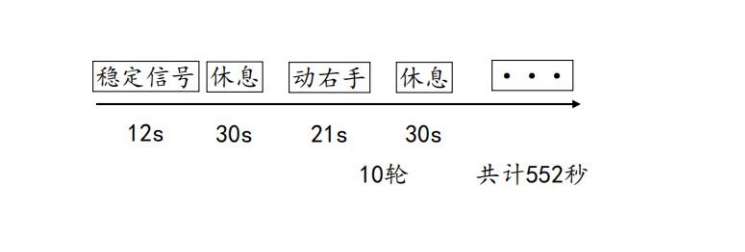 稳定信号 休息 动右手 休息 ···
12s 30s 21s 30s
10轮 共计552秒